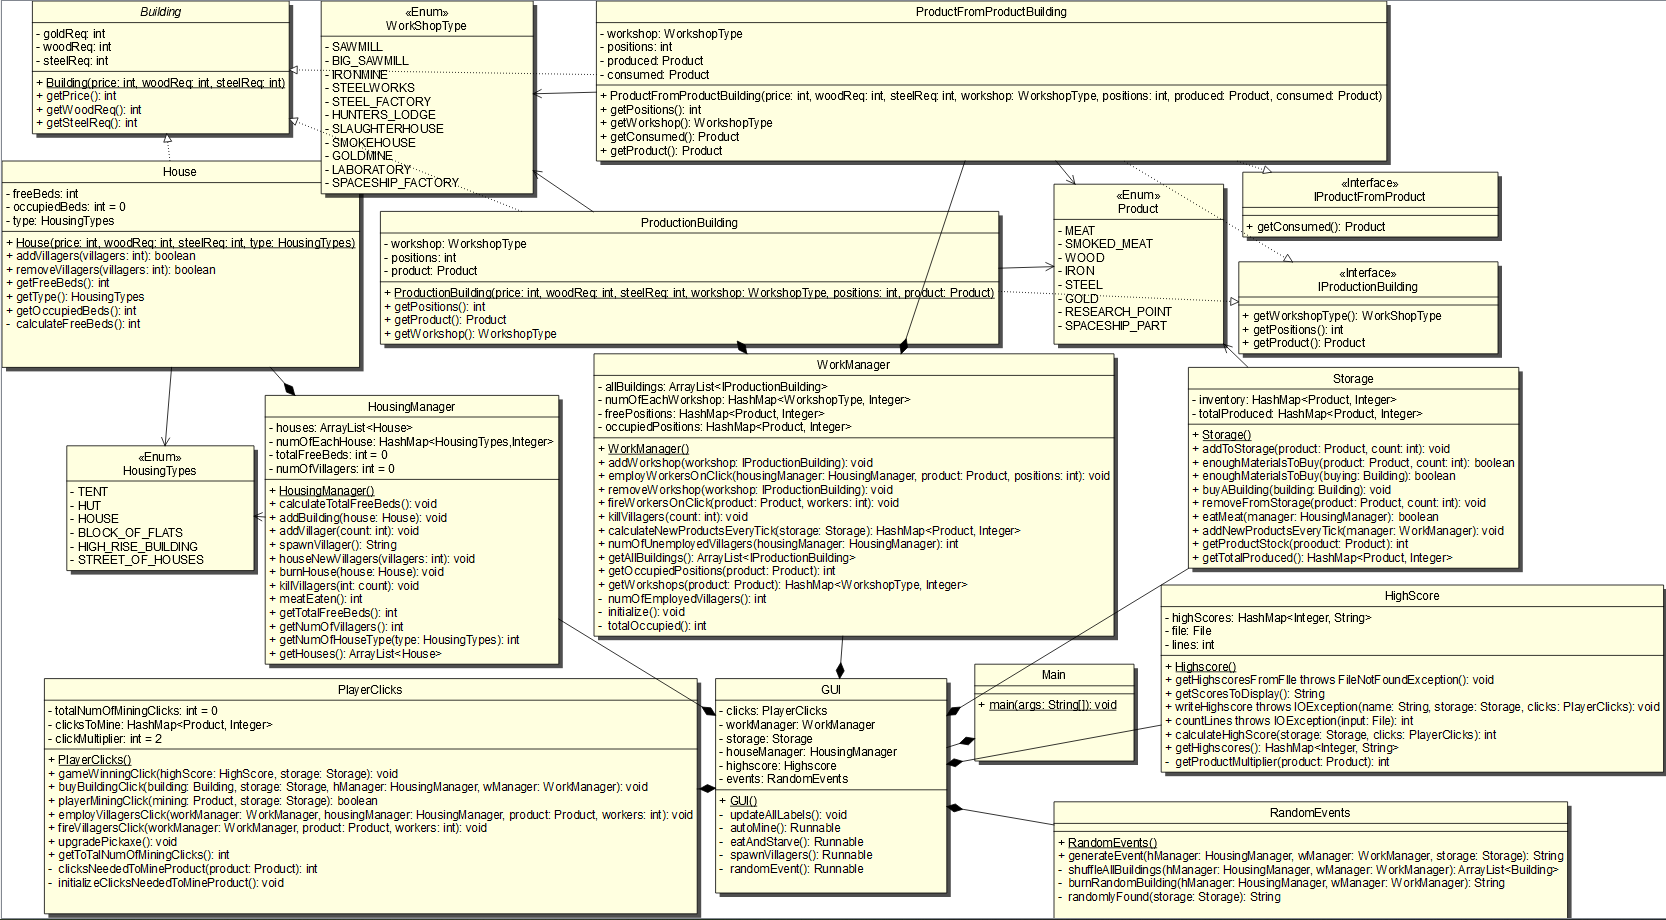 Building
- goldReq: int
- woodReq: int
- steelReq: int
+ Building(price: int, woodReq: int, steelReq: int)
+ getPrice(): int
+ getWoodReq(): int
+ getSteelReq(): int
«Enum»
WorkShopType
- SAWMILL
- BIG_SAWMILL
- IRONMINE
- STEELWORKS
- STEEL_FACTORY
- HUNTERS_LODGE
- SLAUGHTERHOUSE
- SMOKEHOUSE
- GOLDMINE
- LABORATORY
- SPACESHIP_FACTORY
ProductFromProductBuilding
- workshop: WorkshopType
- positions: int
- produced: Product
- consumed: Product
+ ProductFromProductBuilding(price: int, woodReq: int, steelReq: int, workshop: WorkshopType, positions: int, produced: Product, consumed: Product)
+ getPositions(): int
+ getWorkshop(): WorkshopType
+ getConsumed(): Product
+ getProduct(): Product
House
- freeBeds: int
- occupiedBeds: int = 0
- type: HousingTypes
+ House(price: int, woodReq: int, steelReq: int, type: HousingTypes)
+ addVillagers(villagers: int): boolean
+ removeVillagers(villagers: int): boolean
+ getFreeBeds(): int
+ getType(): HousingTypes
+ getOccupiedBeds(): int
- calculateFreeBeds(): int
ProductionBuilding
- workshop: WorkshopType
- positions: int
- product: Product
+ ProductionBuilding(price: int, woodReq: int, steelReq: int, workshop: WorkshopType, positions: int, product: Product)
+ getPositions(): int
+ getProduct(): Product
+ getWorkshop(): WorkshopType
«Enum»
Product
- MEAT
- SMOKED_MEAT
- WOOD
- IRON
- STEEL
- GOLD
- RESEARCH_POINT
- SPACESHIP_PART
«Interface»
IProductFromProduct
+ getConsumed(): Product
«Interface»
IProductionBuilding
+ getWorkshopType(): WorkShopType
+ getPositions(): int
+ getProduct(): Product
«Enum»
HousingTypes
- TENT
- HUT
- HOUSE
- BLOCK_OF_FLATS
- HIGH_RISE_BUILDING
- STREET_OF_HOUSES
HousingManager
- houses: ArrayList<House>
- numOfEachHouse: HashMap<HousingTypes,Integer>
- totalFreeBeds: int = 0
- numOfVillagers: int = 0
+ HousingManager()
+ calculateTotalFreeBeds(): void
+ addBuilding(house: House): void
+ addVillager(count: int): void
+ spawnVillager(): String
+ houseNewVillagers(villagers: int): void
+ burnHouse(house: House): void
+ killVillagers(int: count): void
+ meatEaten(): int
+ getTotalFreeBeds(): int
+ getNumOfVillagers(): int
+ getNumOfHouseType(type: HousingTypes): int
+ getHouses(): ArrayList<House>
WorkManager
- allBuildings: ArrayList<IProductionBuilding>
- numOfEachWorkshop: HashMap<WorkshopType, Integer>
- freePositions: HashMap<Product, Integer>
- occupiedPositions: HashMap<Product, Integer>
+ WorkManager()
+ addWorkshop(workshop: IProductionBuilding): void
+ employWorkersOnClick(housingManager: HousingManager, product: Product, positions: int): void
+ removeWorkshop(workshop: IProductionBuilding): void
+ fireWorkersOnClick(product: Product, workers: int): void
+ killVillagers(count: int): void
+ calculateNewProductsEveryTick(storage: Storage): HashMap<Product, Integer>
+ numOfUnemployedVillagers(housingManager: HousingManager): int
+ getAllBuildings(): ArrayList<IProductionBuilding>
+ getOccupiedPositions(product: Product): int
+ getWorkshops(product: Product): HashMap<WorkshopType, Integer>
- numOfEmployedVillagers(): int
- initialize(): void
- totalOccupied(): int
Storage
- inventory: HashMap<Product, Integer>
- totalProduced: HashMap<Product, Integer>
+ Storage()
+ addToStorage(product: Product, count: int): void
+ enoughMaterialsToBuy(product: Product, count: int): boolean
+ enoughMaterialsToBuy(buying: Building): boolean
+ buyABuilding(building: Building): void
+ removeFromStorage(product: Product, count: int): void
+ eatMeat(manager: HousingManager): boolean
+ addNewProductsEveryTick(manager: WorkManager): void
+ getProductStock(prooduct: Product): int
+ getTotalProduced(): HashMap<Product, Integer>
HighScore
- highScores: HashMap<Integer, String>
- file: File
- lines: int
+ Highscore()
+ getHighscoresFromFIle throws FileNotFoundException(): void
+ getScoresToDisplay(): String
+ writeHighscore throws IOException(name: String, storage: Storage, clicks: PlayerClicks): void
+ countLines throws IOException(input: File): int
+ calculateHighScore(storage: Storage, clicks: PlayerClicks): int
+ getHighscores(): HashMap<Integer, String>
- getProductMultiplier(product: Product): int
PlayerClicks
- totalNumOfMiningClicks: int = 0
- clicksToMine: HashMap<Product, Integer>
- clickMultiplier: int = 2
+ PlayerClicks()
+ gameWinningClick(highScore: HighScore, storage: Storage): void
+ buyBuildingClick(building: Building, storage: Storage, hManager: HousingManager, wManager: WorkManager): void
+ playerMiningClick(mining: Product, storage: Storage): boolean
+ employVillagersClick(workManager: WorkManager, housingManager: HousingManager, product: Product, workers: int): void
+ fireVillagersClick(workManager: WorkManager, product: Product, workers: int): void
+ upgradePickaxe(): void
+ getToTalNumOfMiningClicks(): int
- clicksNeededToMineProduct(product: Product): int
- initializeClicksNeededToMineProduct(): void
GUI
- clicks: PlayerClicks
- workManager: WorkManager
- storage: Storage
- houseManager: HousingManager
- highscore: Highscore
- events: RandomEvents
+ GUI()
- updateAllLabels(): void
- autoMine(): Runnable
- eatAndStarve(): Runnable
- spawnVillagers(): Runnable
- randomEvent(): Runnable
Main
+ main(args: String[]): void
RandomEvents
+ RandomEvents()
+ generateEvent(hManager: HousingManager, wManager: WorkManager, storage: Storage): String
- shuffleAllBuildings(hManager: HousingManager, wManager: WorkManager): ArrayList<Building>
- burnRandomBuilding(hManager: HousingManager, wManager: WorkManager): String
- randomlyFound(storage: Storage): String